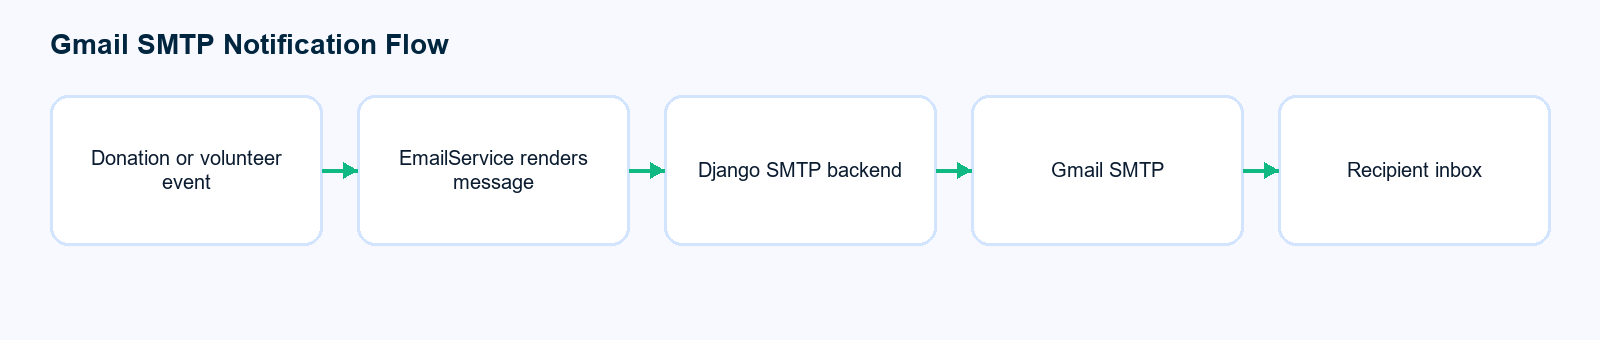 Gmail SMTP Notification Flow
Donation or volunteer
event
EmailService renders
message
Django SMTP backend
Gmail SMTP
Recipient inbox